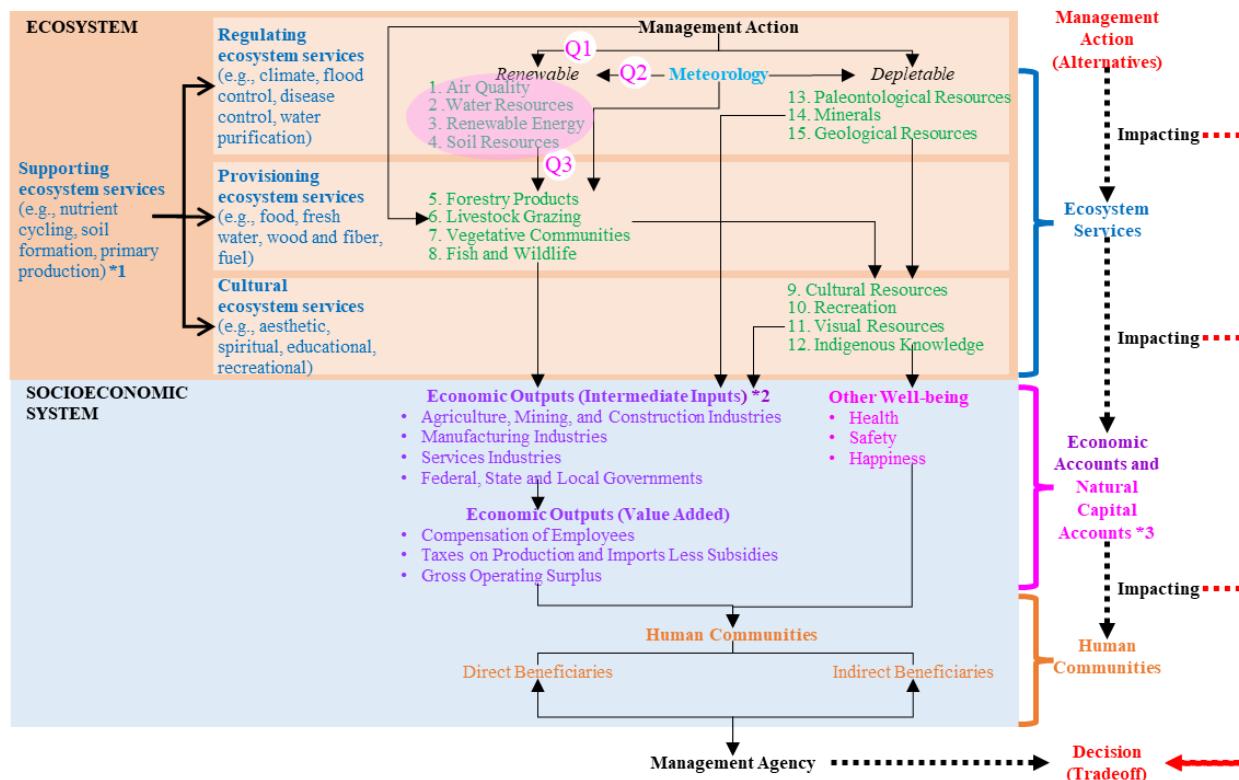 ECOSYSTEM
Supporting
ecosystem services
(e.g., nutrient
cycling, soil
formation, primary
production) *1
Regulating
ecosystem services
(e.g., climate, flood
control, disease
control, water
purification)
Provisioning
ecosystem services
(e.g., food, fresh
water, wood and fiber,
fuel)
Cultural
ecosystem services
(e.g., aesthetic,
spiritual, educational,
recreational)
Management Action
Q1
Renewable
Q2
Meteorology
Depletable
1. Air Quality
2. Water Resources
3. Renewable Energy
4. Soil Resources
13. Paleontological Resources
14. Minerals
15. Geological Resources
Q3
5. Forestry Products
6. Livestock Grazing
7. Vegetative Communities
8. Fish and Wildlife
9. Cultural Resources
10. Recreation
11. Visual Resources
12. Indigenous Knowledge
SOCIOECONOMIC
SYSTEM
Economic Outputs (Intermediate Inputs) *2
• Agriculture, Mining, and Construction Industries
• Manufacturing Industries
• Services Industries
• Federal, State and Local Governments
Other Well-being
• Health
• Safety
• Happiness
Economic Outputs (Value Added)
• Compensation of Employees
• Taxes on Production and Imports Less Subsidies
• Gross Operating Surplus
Human Communities
Direct Beneficiaries
Indirect Beneficiaries
Management Agency
Management
Action
(Alternatives)
Impacting
Ecosystem
Services
Impacting
Economic
Accounts and
Natural
Capital
Accounts *3
Impacting
Human
Communities
Decision
(Tradeoff)